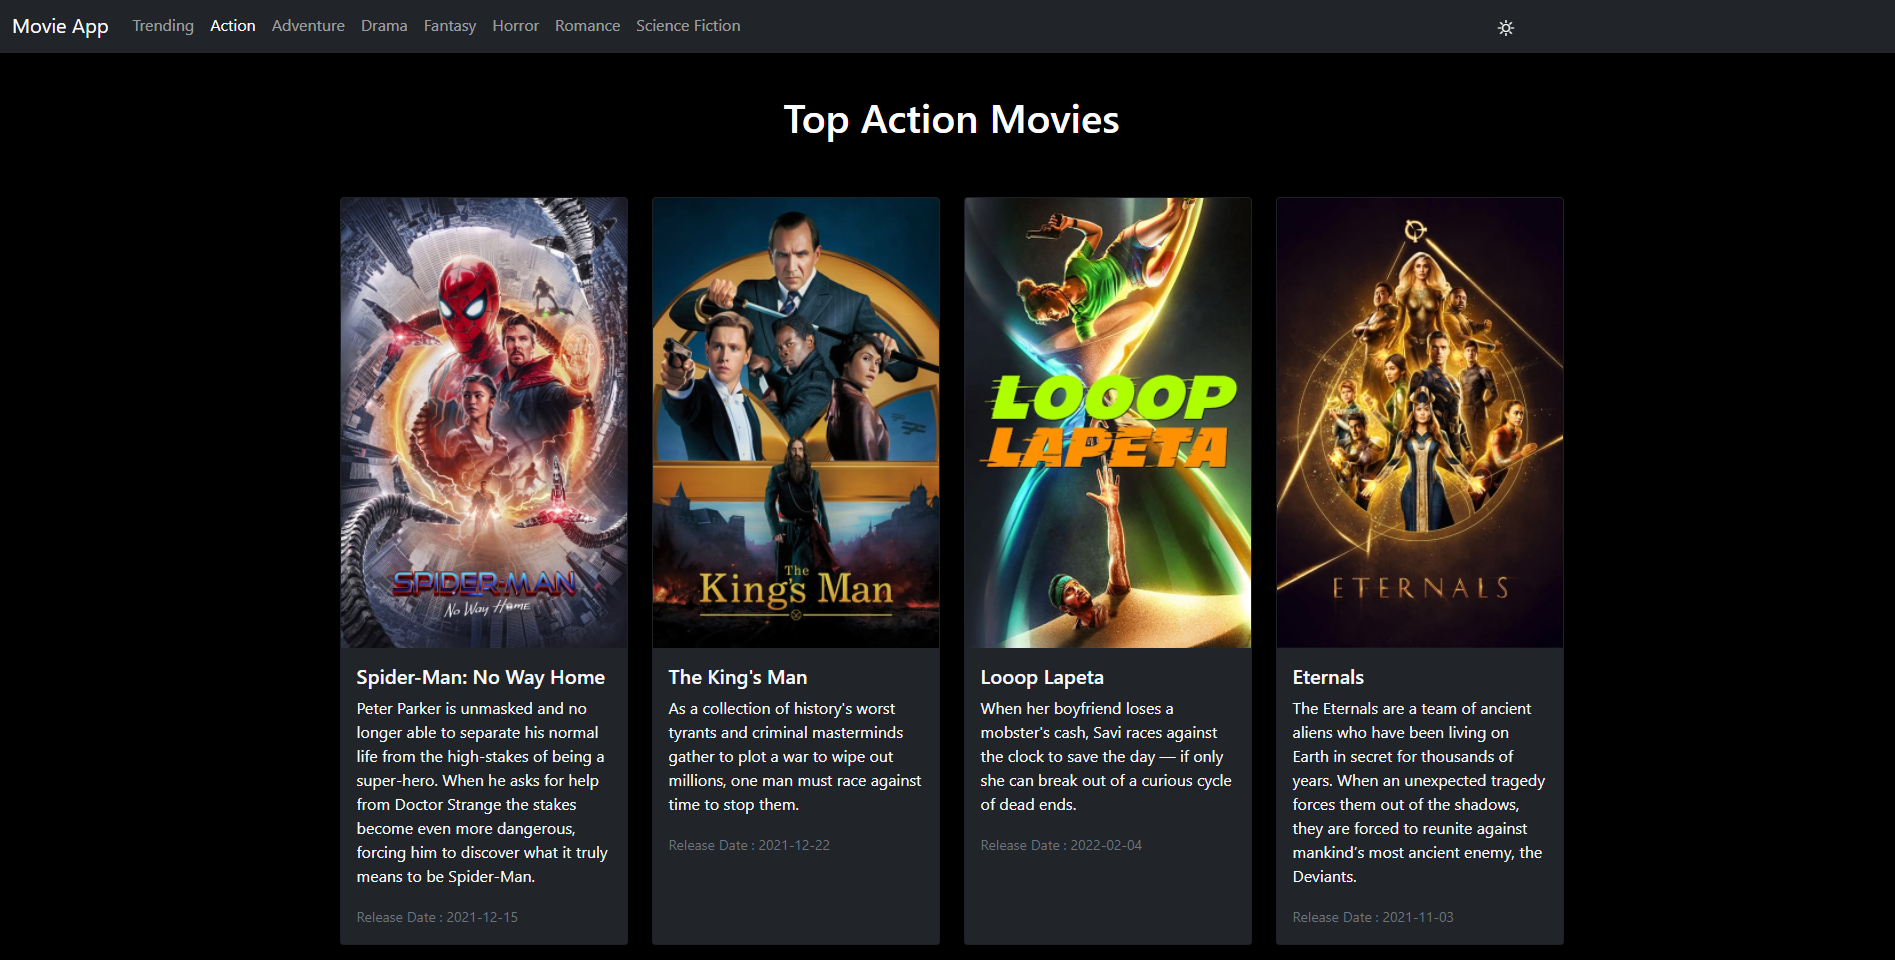 Movie App Trending Action Adventure Drama Fantasy Horror Romance Science Fiction
Top Action Movies
SPIDER-MAN
No Way Home
The
King's Man
LOOOP
LAPETA
ETERNALS
Spider-Man: No Way Home
Peter Parker is unmasked and no
longer able to separate his normal
life from the high-stakes of being a
super-hero. When he asks for help
from Doctor Strange the stakes
become even more dangerous,
forcing him to discover what it truly
means to be Spider-Man.
Release Date : 2021-12-15
The King's Man
As a collection of history's worst
tyrants and criminal masterminds
gather to plot a war to wipe out
millions, one man must race against
time to stop them.
Release Date : 2021-12-22
Looop Lapeta
When her boyfriend loses a
mobster's cash, Savi races against
the clock to save the day — if only
she can break out of a curious cycle
of dead ends.
Release Date : 2022-02-04
Eternals
The Eternals are a team of ancient
aliens who have been living on
Earth in secret for thousands of
years. When an unexpected tragedy
forces them out of the shadows,
they are forced to reunite against
mankind’s most ancient enemy, the
Deviants.
Release Date : 2021-11-03